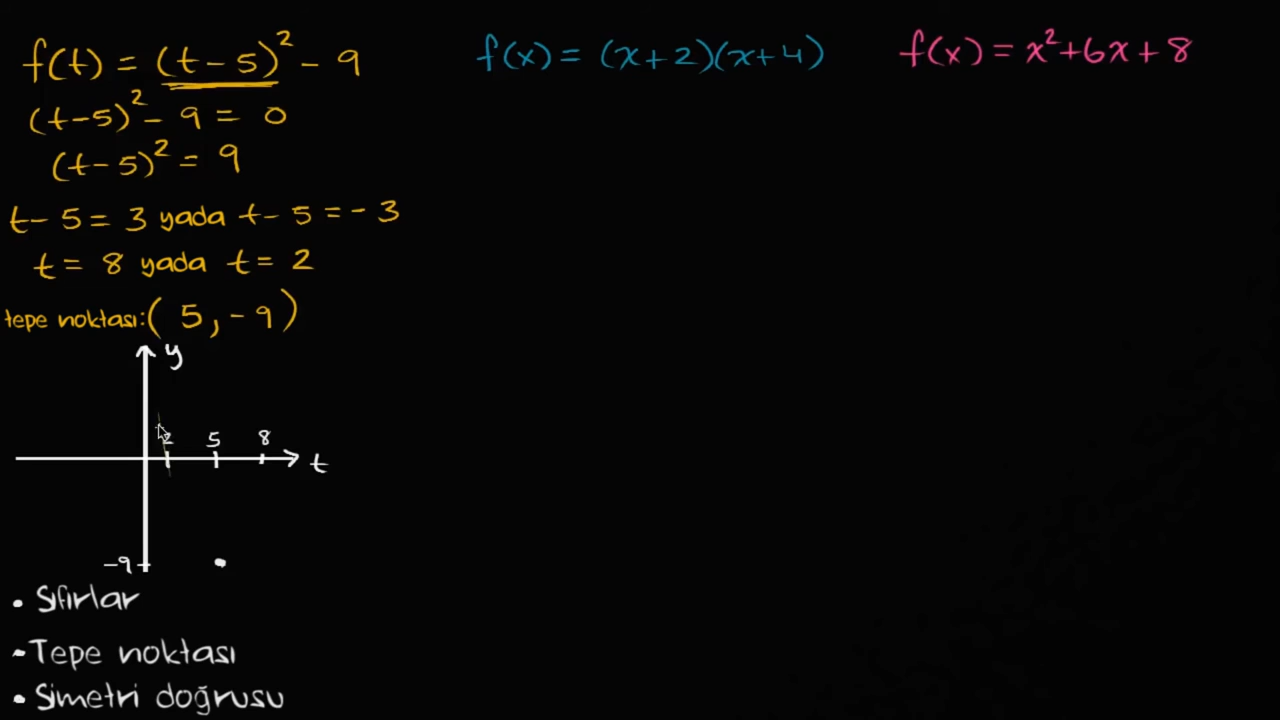 f(t) = (t-5)² - 9
(t-5)² - 9 = 0
(t-5)² = 9
t-5 = 3 yada t-5 = -3
t = 8 yada t = 2
tepe noktası: (5, -9)
y
2 5 8
t
-9
• Sıfırlar
• Tepe noktası
• Simetri doğrusu
f(x) = (x+2)(x+4)
f(x) = x²+6x+8